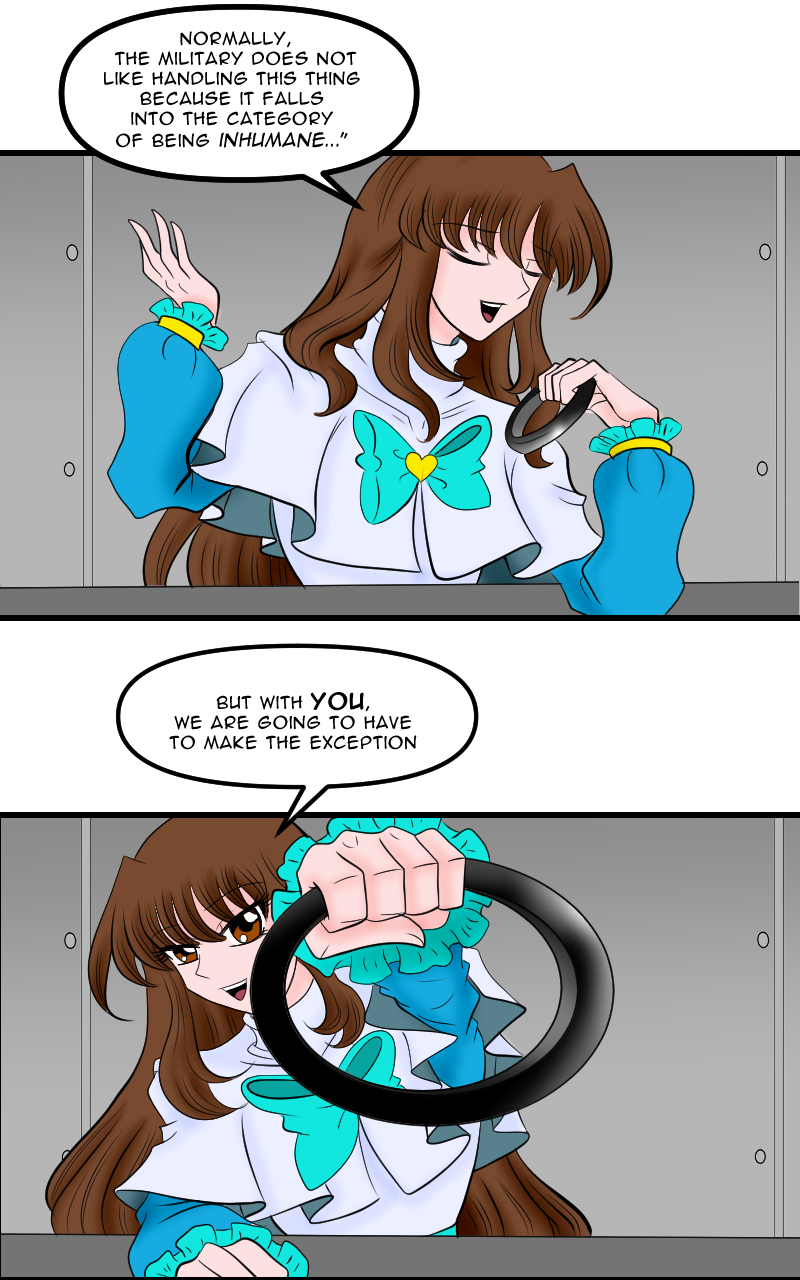 NORMALLY,
THE MILITARY DOES NOT
LIKE HANDLING THIS THING
BECAUSE IT FALLS
INTO THE CATEGORY
OF BEING INHUMANE..."
BUT WITH YOU,
WE ARE GOING TO HAVE
TO MAKE THE EXCEPTION